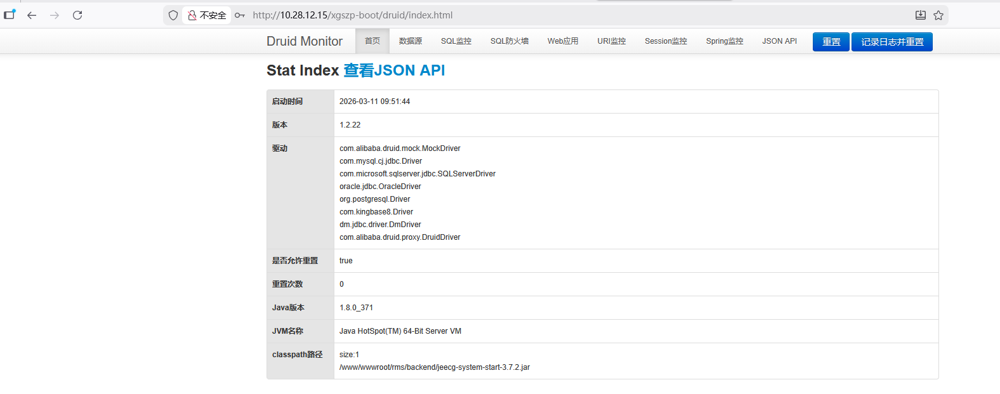 不安全 http://10.28.12.15/xgszp-boot/druid/index.html
Druid Monitor 首页 数据源 SQL监控 SQL防火墙 Web应用 URI监控 Session监控 Spring监控 JSON API 重置 记录日志并重置
Stat Index 查看JSON API
启动时间 2026-03-11 09:51:44
版本 1.2.22
驱动 com.alibaba.druid.mock.MockDriver
com.mysql.cj.jdbc.Driver
com.microsoft.sqlserver.jdbc.SQLServerDriver
oracle.jdbc.OracleDriver
org.postgresql.Driver
com.kingbase8.Driver
dm.jdbc.driver.DmDriver
com.alibaba.druid.proxy.DruidDriver
是否允许重置 true
重置次数 0
Java版本 1.8.0_371
JVM名称 Java HotSpot(TM) 64-Bit Server VM
classpath路径 size:1
/www/wwwroot/rms/backend/jeecg-system-start-3.7.2.jar